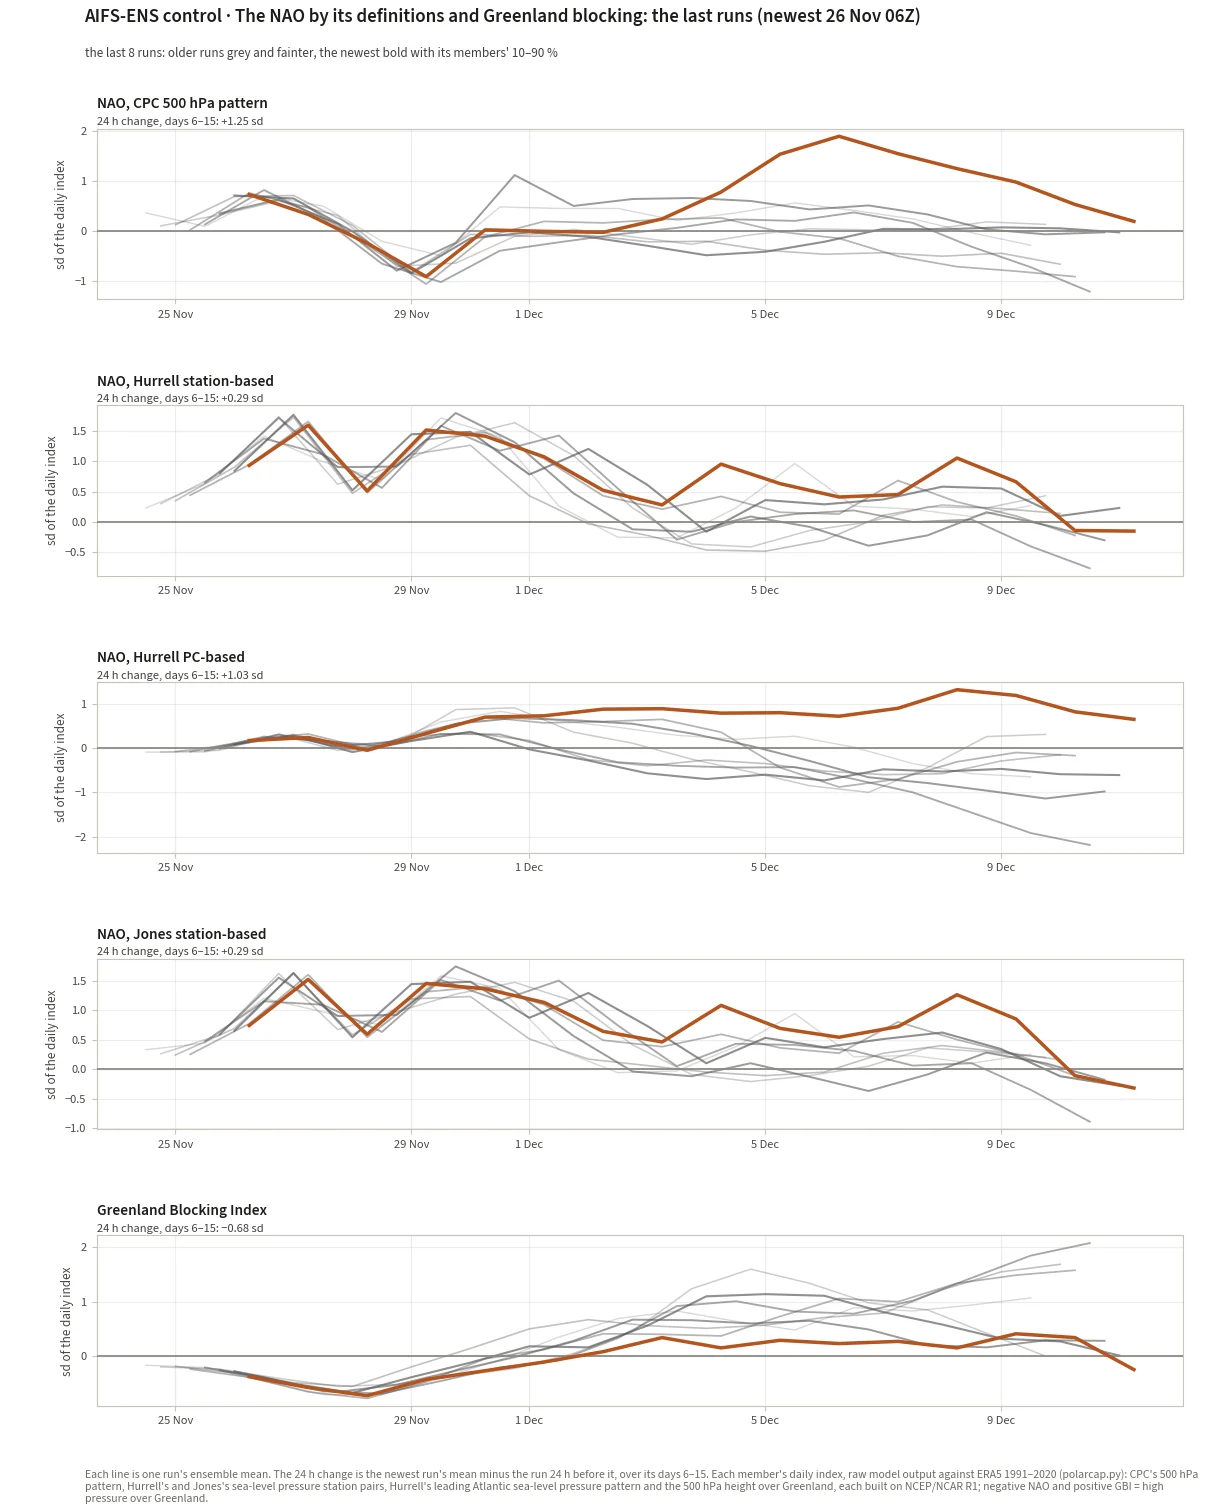 AIFS-ENS control · The NAO by its definitions and Greenland blocking: the last runs (newest 26 Nov 06Z)
the last 8 runs: older runs grey and fainter, the newest bold with its members' 10–90 %
NAO, CPC 500 hPa pattern
24 h change, days 6–15: +1.25 sd
sd of the daily index
2
1
0
−1
25 Nov
29 Nov
1 Dec
5 Dec
9 Dec
NAO, Hurrell station-based
24 h change, days 6–15: +0.29 sd
sd of the daily index
1.5
1.0
0.5
0.0
−0.5
25 Nov
29 Nov
1 Dec
5 Dec
9 Dec
NAO, Hurrell PC-based
24 h change, days 6–15: +1.03 sd
sd of the daily index
1
0
−1
−2
25 Nov
29 Nov
1 Dec
5 Dec
9 Dec
NAO, Jones station-based
24 h change, days 6–15: +0.29 sd
sd of the daily index
1.5
1.0
0.5
0.0
−0.5
−1.0
25 Nov
29 Nov
1 Dec
5 Dec
9 Dec
Greenland Blocking Index
24 h change, days 6–15: −0.68 sd
sd of the daily index
2
1
0
25 Nov
29 Nov
1 Dec
5 Dec
9 Dec
Each line is one run's ensemble mean. The 24 h change is the newest run's mean minus the run 24 h before it, over its days 6–15. Each member's daily index, raw model output against ERA5 1991–2020 (polarcap.py): CPC's 500 hPa
pattern, Hurrell's and Jones's sea-level pressure station pairs, Hurrell's leading Atlantic sea-level pressure pattern and the 500 hPa height over Greenland, each built on NCEP/NCAR R1; negative NAO and positive GBI = high
pressure over Greenland.